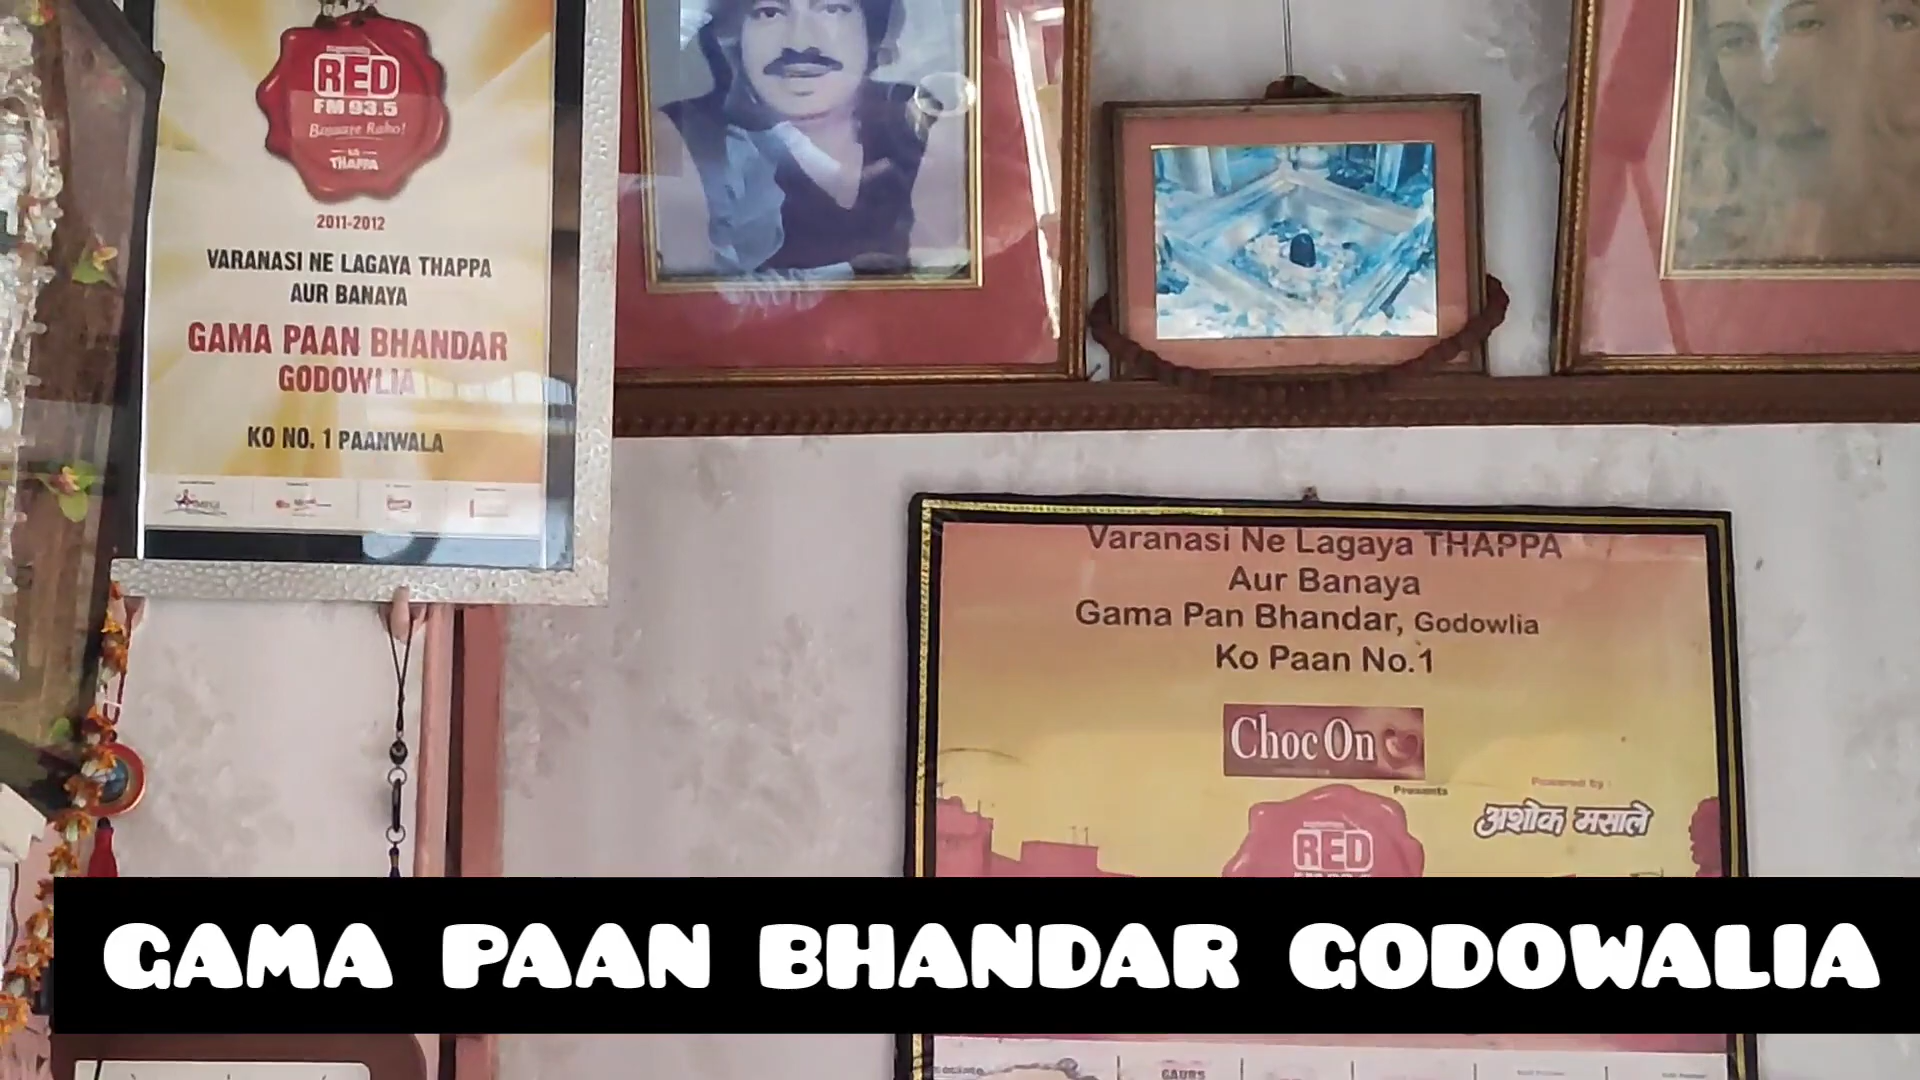 RED
FM 93.5
Bajaate Raho!
KA
THAPPA
2011-2012
VARANASI NE LAGAYA THAPPA
AUR BANAYA
GAMA PAAN BHANDAR
GODOWLIA
KO NO. 1 PAANWALA
Varanasi Ne Lagaya THAPPA
Aur Banaya
Gama Pan Bhandar, Godowlia
Ko Paan No.1
ChocOn
Presents
Powered by :
अशोक मसाले
RED
GAMA PAAN BHANDAR GODOWALIA
GAURS